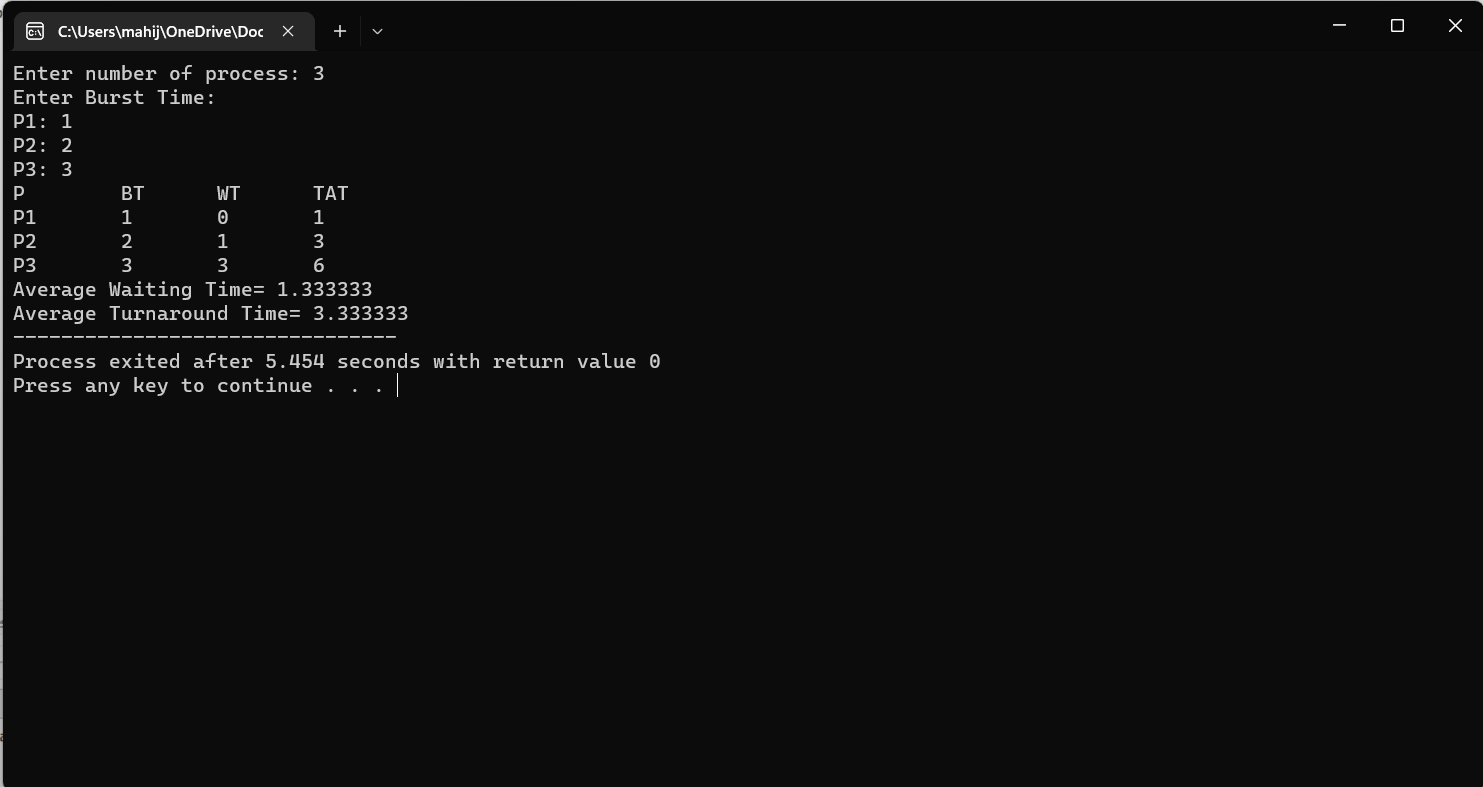 C:\Users\mahij\OneDrive\Doc
Enter number of process: 3
Enter Burst Time:
P1: 1
P2: 2
P3: 3
P BT WT TAT
P1 1 0 1
P2 2 1 3
P3 3 3 6
Average Waiting Time= 1.333333
Average Turnaround Time= 3.333333
--------------------------------
Process exited after 5.454 seconds with return value 0
Press any key to continue . . .